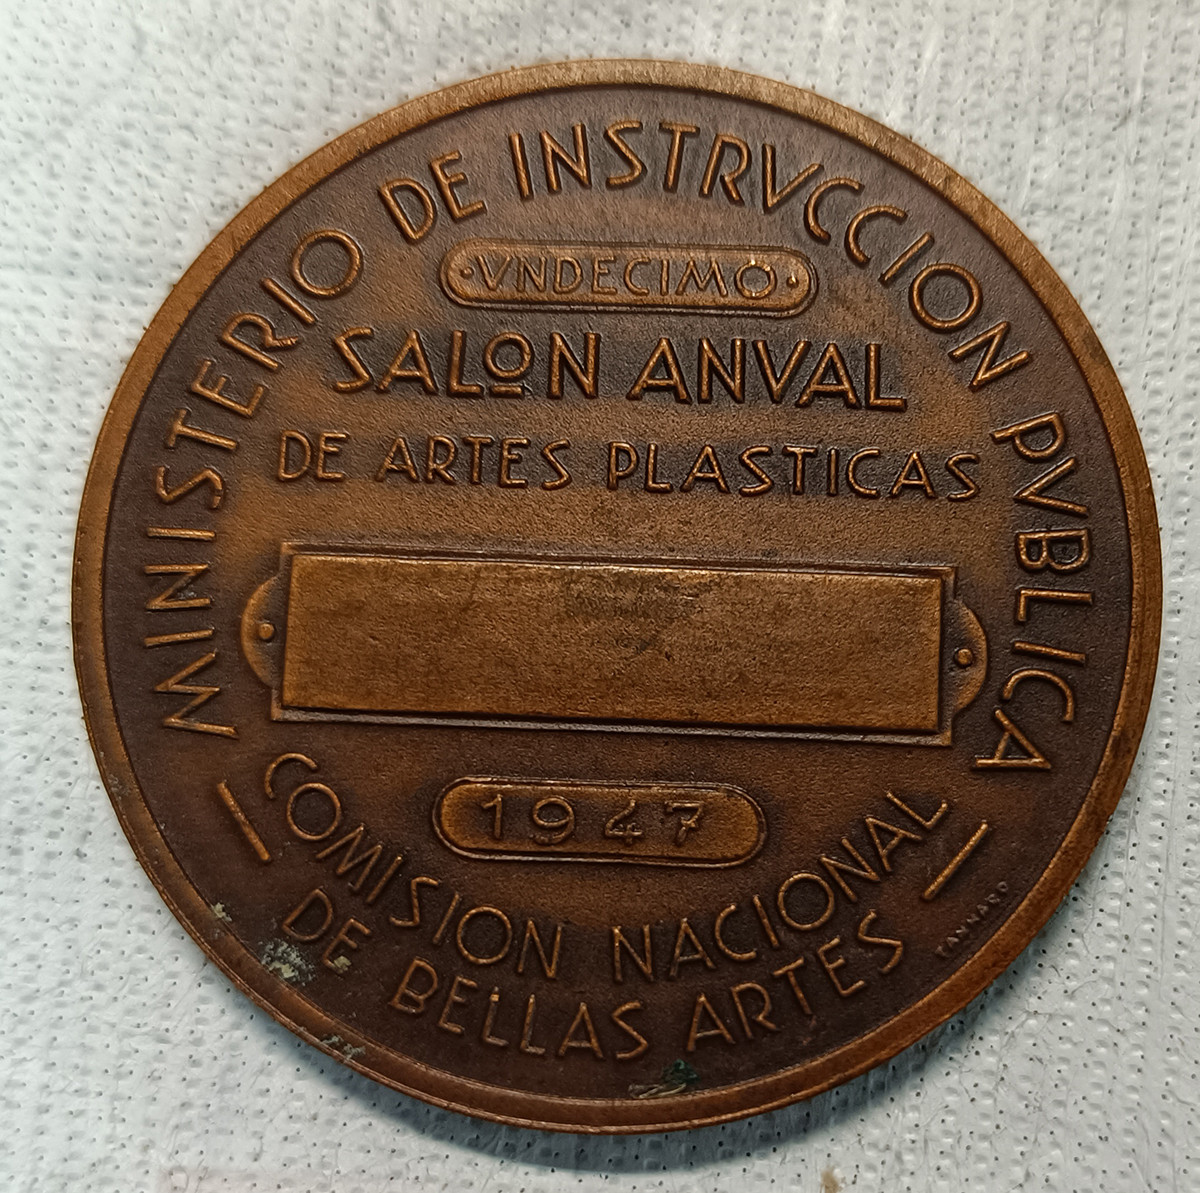 MINISTERIO DE INSTRVCCION PVBLICA
VNDECIMO
SALON ANVAL
DE ARTES PLASTICAS
1947
COMISION NACIONAL
DE BELLAS ARTES